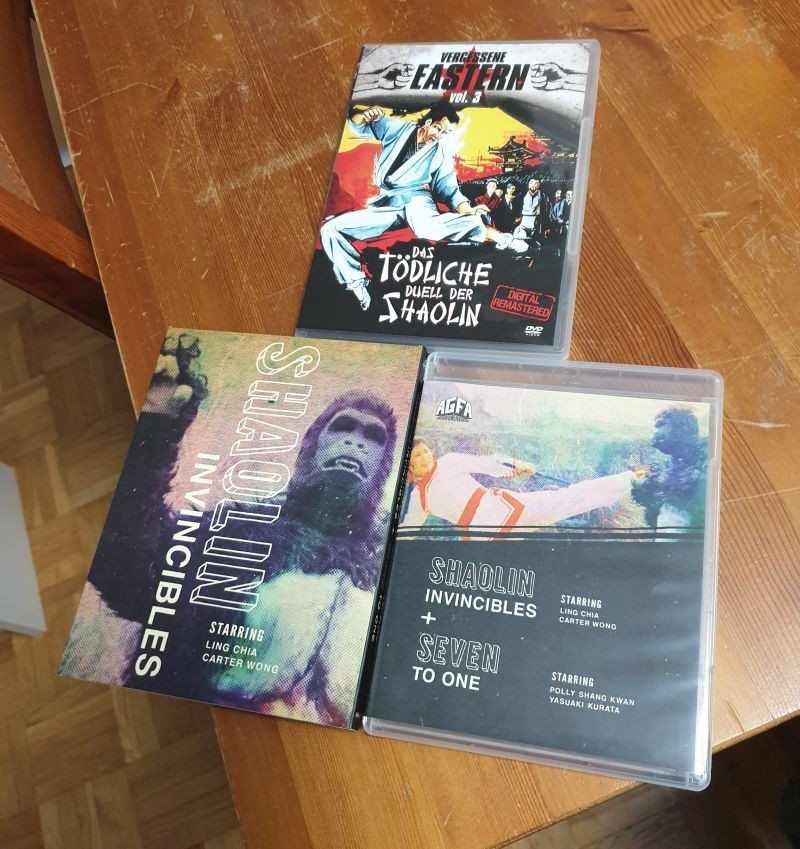 VERGESSENE
EASTERN
vol. 3
DAS
TÖDLICHE
DUELL DER
SHAOLIN
DIGITAL
REMASTERED
DVD
VIDEO
SHAOLIN
INVINCIBLES
STARRING
LING CHIA
CARTER WONG
AGFA
SHAOLIN
INVINCIBLES
+
SEVEN
TO ONE
STARRING
LING CHIA
CARTER WONG
STARRING
POLLY SHANG KWAN
YASUAKI KURATA